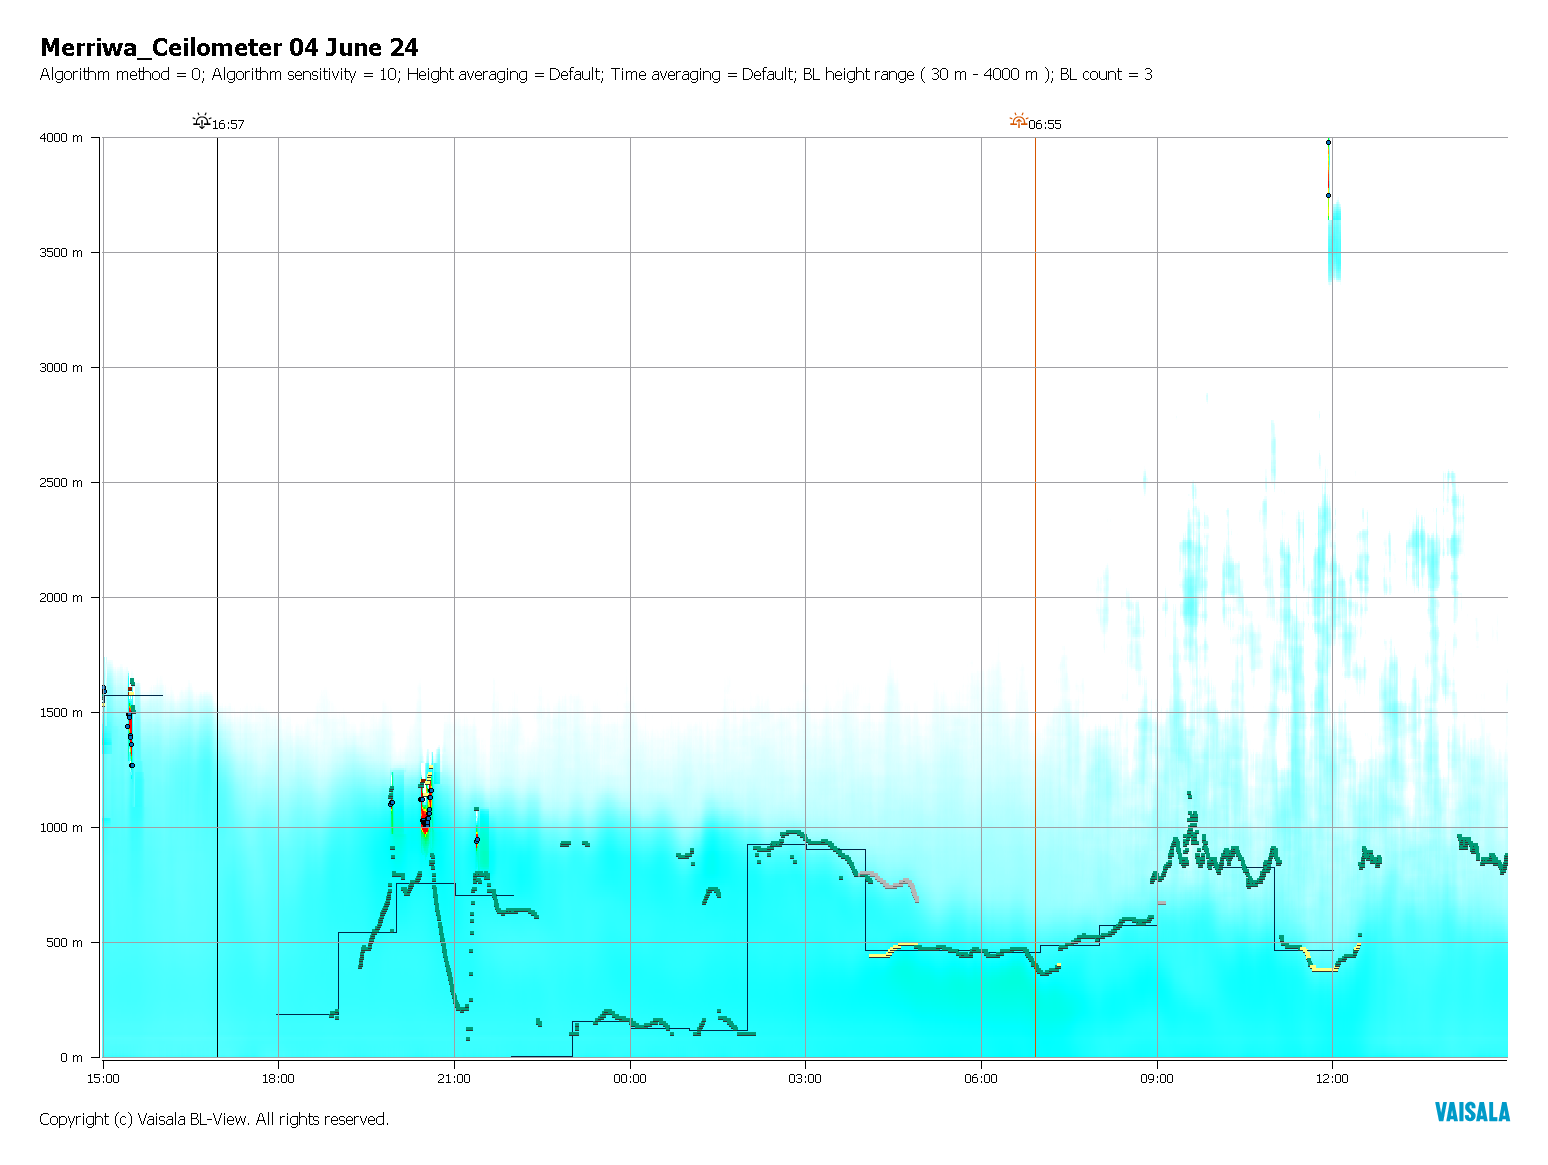 Merriwa_Ceilometer 04 June 24
Algorithm method = 0; Algorithm sensitivity = 10; Height averaging = Default; Time averaging = Default; BL height range ( 30 m - 4000 m ); BL count = 3
16:57
06:55
4000 m
3500 m
3000 m
2500 m
2000 m
1500 m
1000 m
500 m
0 m
15:00 18:00 21:00 00:00 03:00 06:00 09:00 12:00
Copyright (c) Vaisala BL-View. All rights reserved.
VAISALA